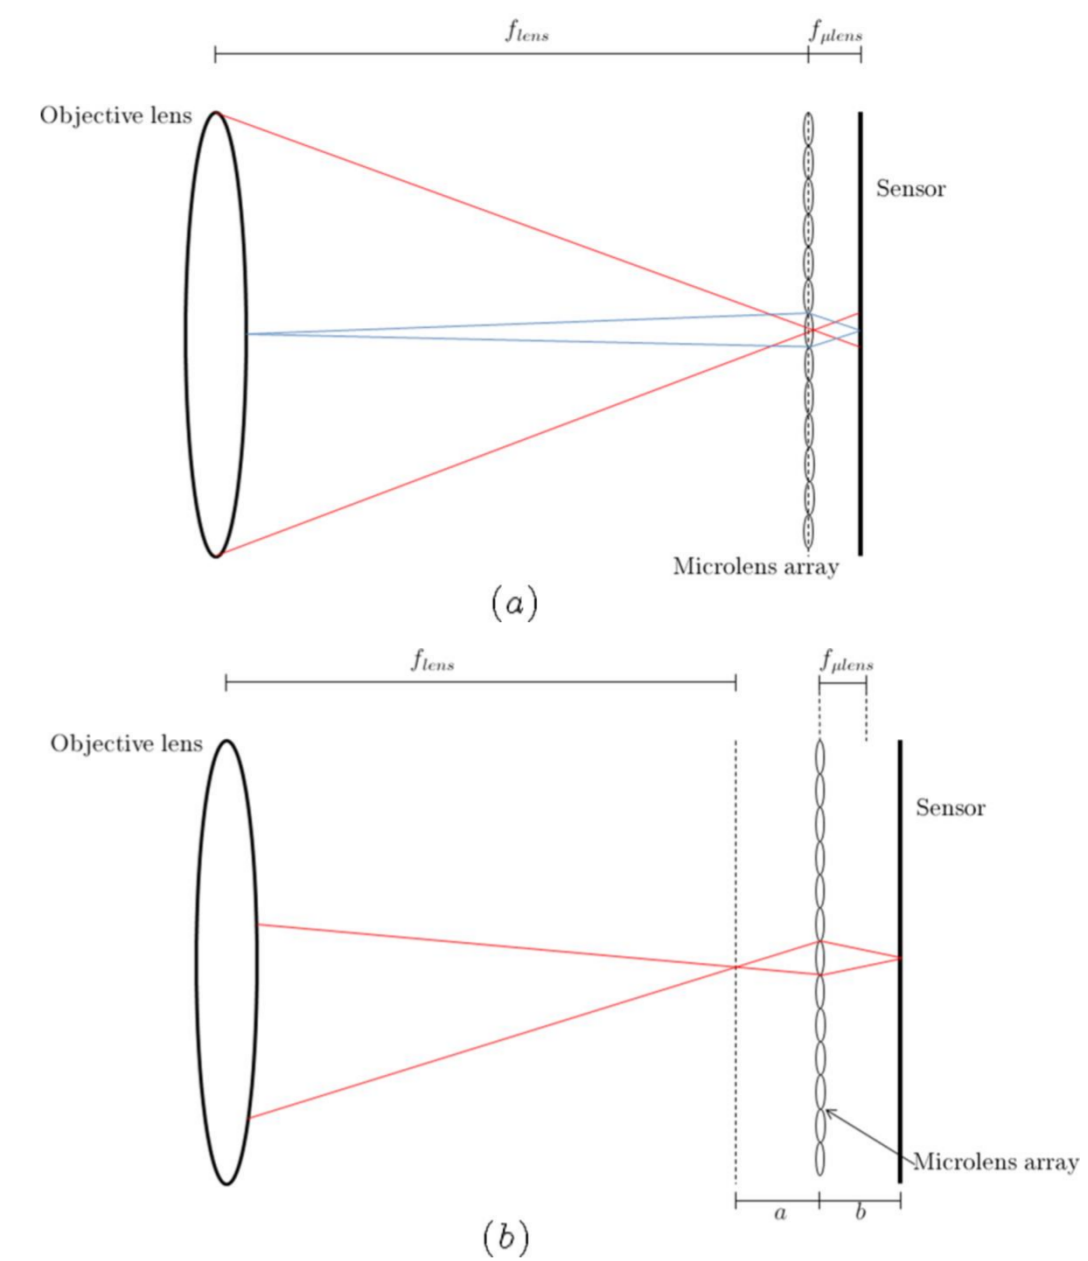 f_lens
f_μlens
Objective lens
Sensor
Microlens array
(a)
f_lens
f_μlens
Objective lens
Sensor
Microlens array
a
b
(b)